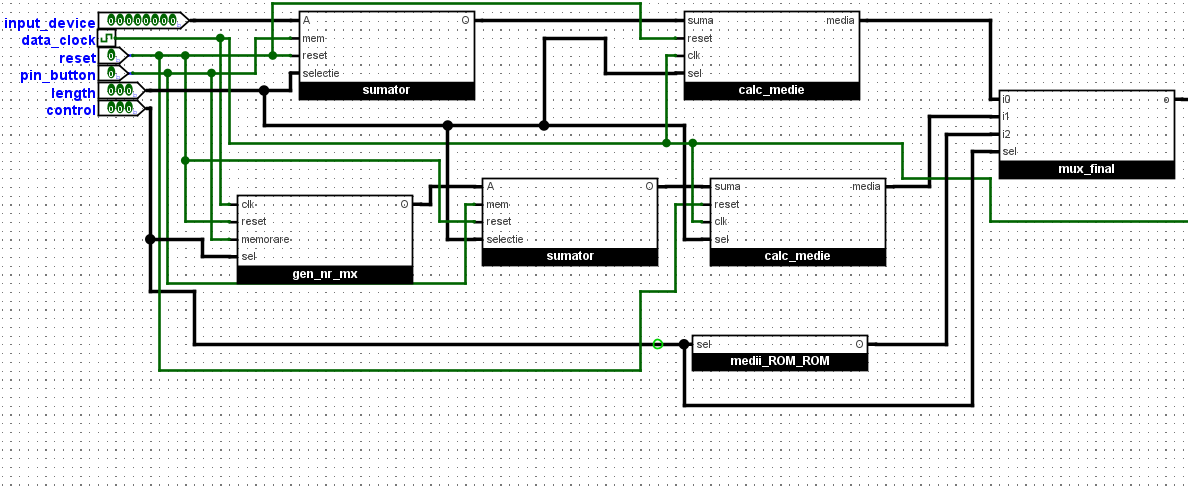 input_device 00000000
data_clock
reset 0
pin_button 0
length 000
control 000
A O
mem
reset
selectie
sumator
suma media
reset
clk
sel
calc_medie
i0 o
i1
i2
sel
mux_final
clk O
reset
memorare
sel
gen_nr_mx
A O
mem
reset
selectie
sumator
suma media
reset
clk
sel
calc_medie
sel O
medii_ROM_ROM